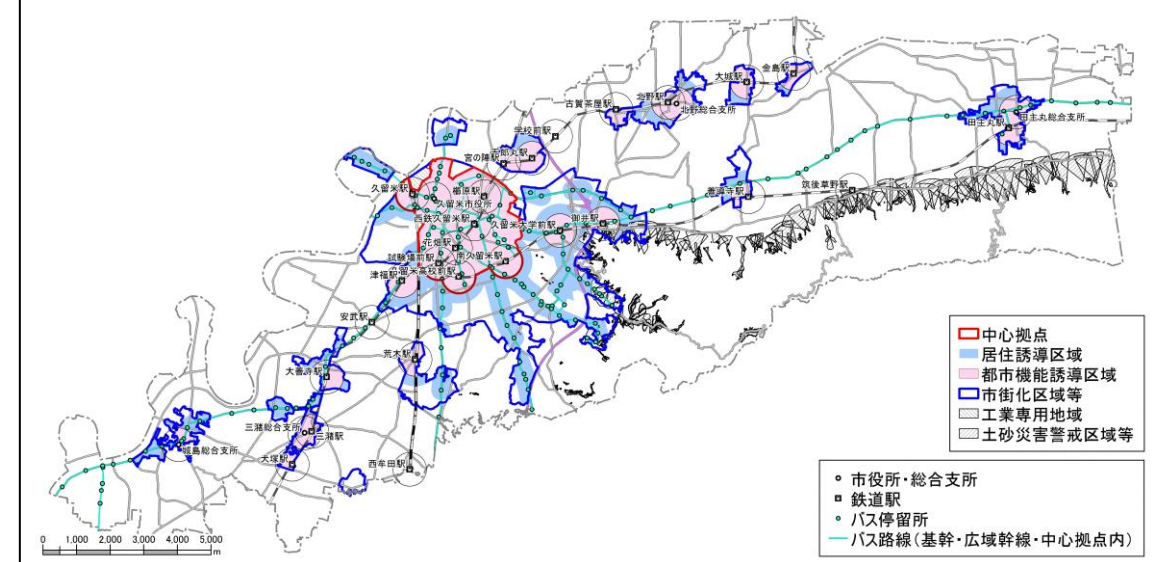 金島駅
大城駅
北野駅
古賀茶屋駅
北野総合支所
学校前駅
田主丸総合支所
田主丸駅
五郎丸駅
宮の陣駅
久留米駅
櫛原駅
善導寺駅
筑後草野駅
久留米市役所
西鉄久留米駅
久留米大学前駅
御井駅
花畑駅
試験場前駅
南久留米駅
久留米高校前駅
津福駅
安武駅
荒木駅
大善寺駅
三潴総合支所
三潴駅
城島総合支所
犬塚駅
西牟田駅
中心拠点
居住誘導区域
都市機能誘導区域
市街化区域等
工業専用地域
土砂災害警戒区域等
市役所・総合支所
鉄道駅
バス停留所
バス路線(基幹・広域幹線・中心拠点内)
0 1,000 2,000 3,000 4,000 5,000
m